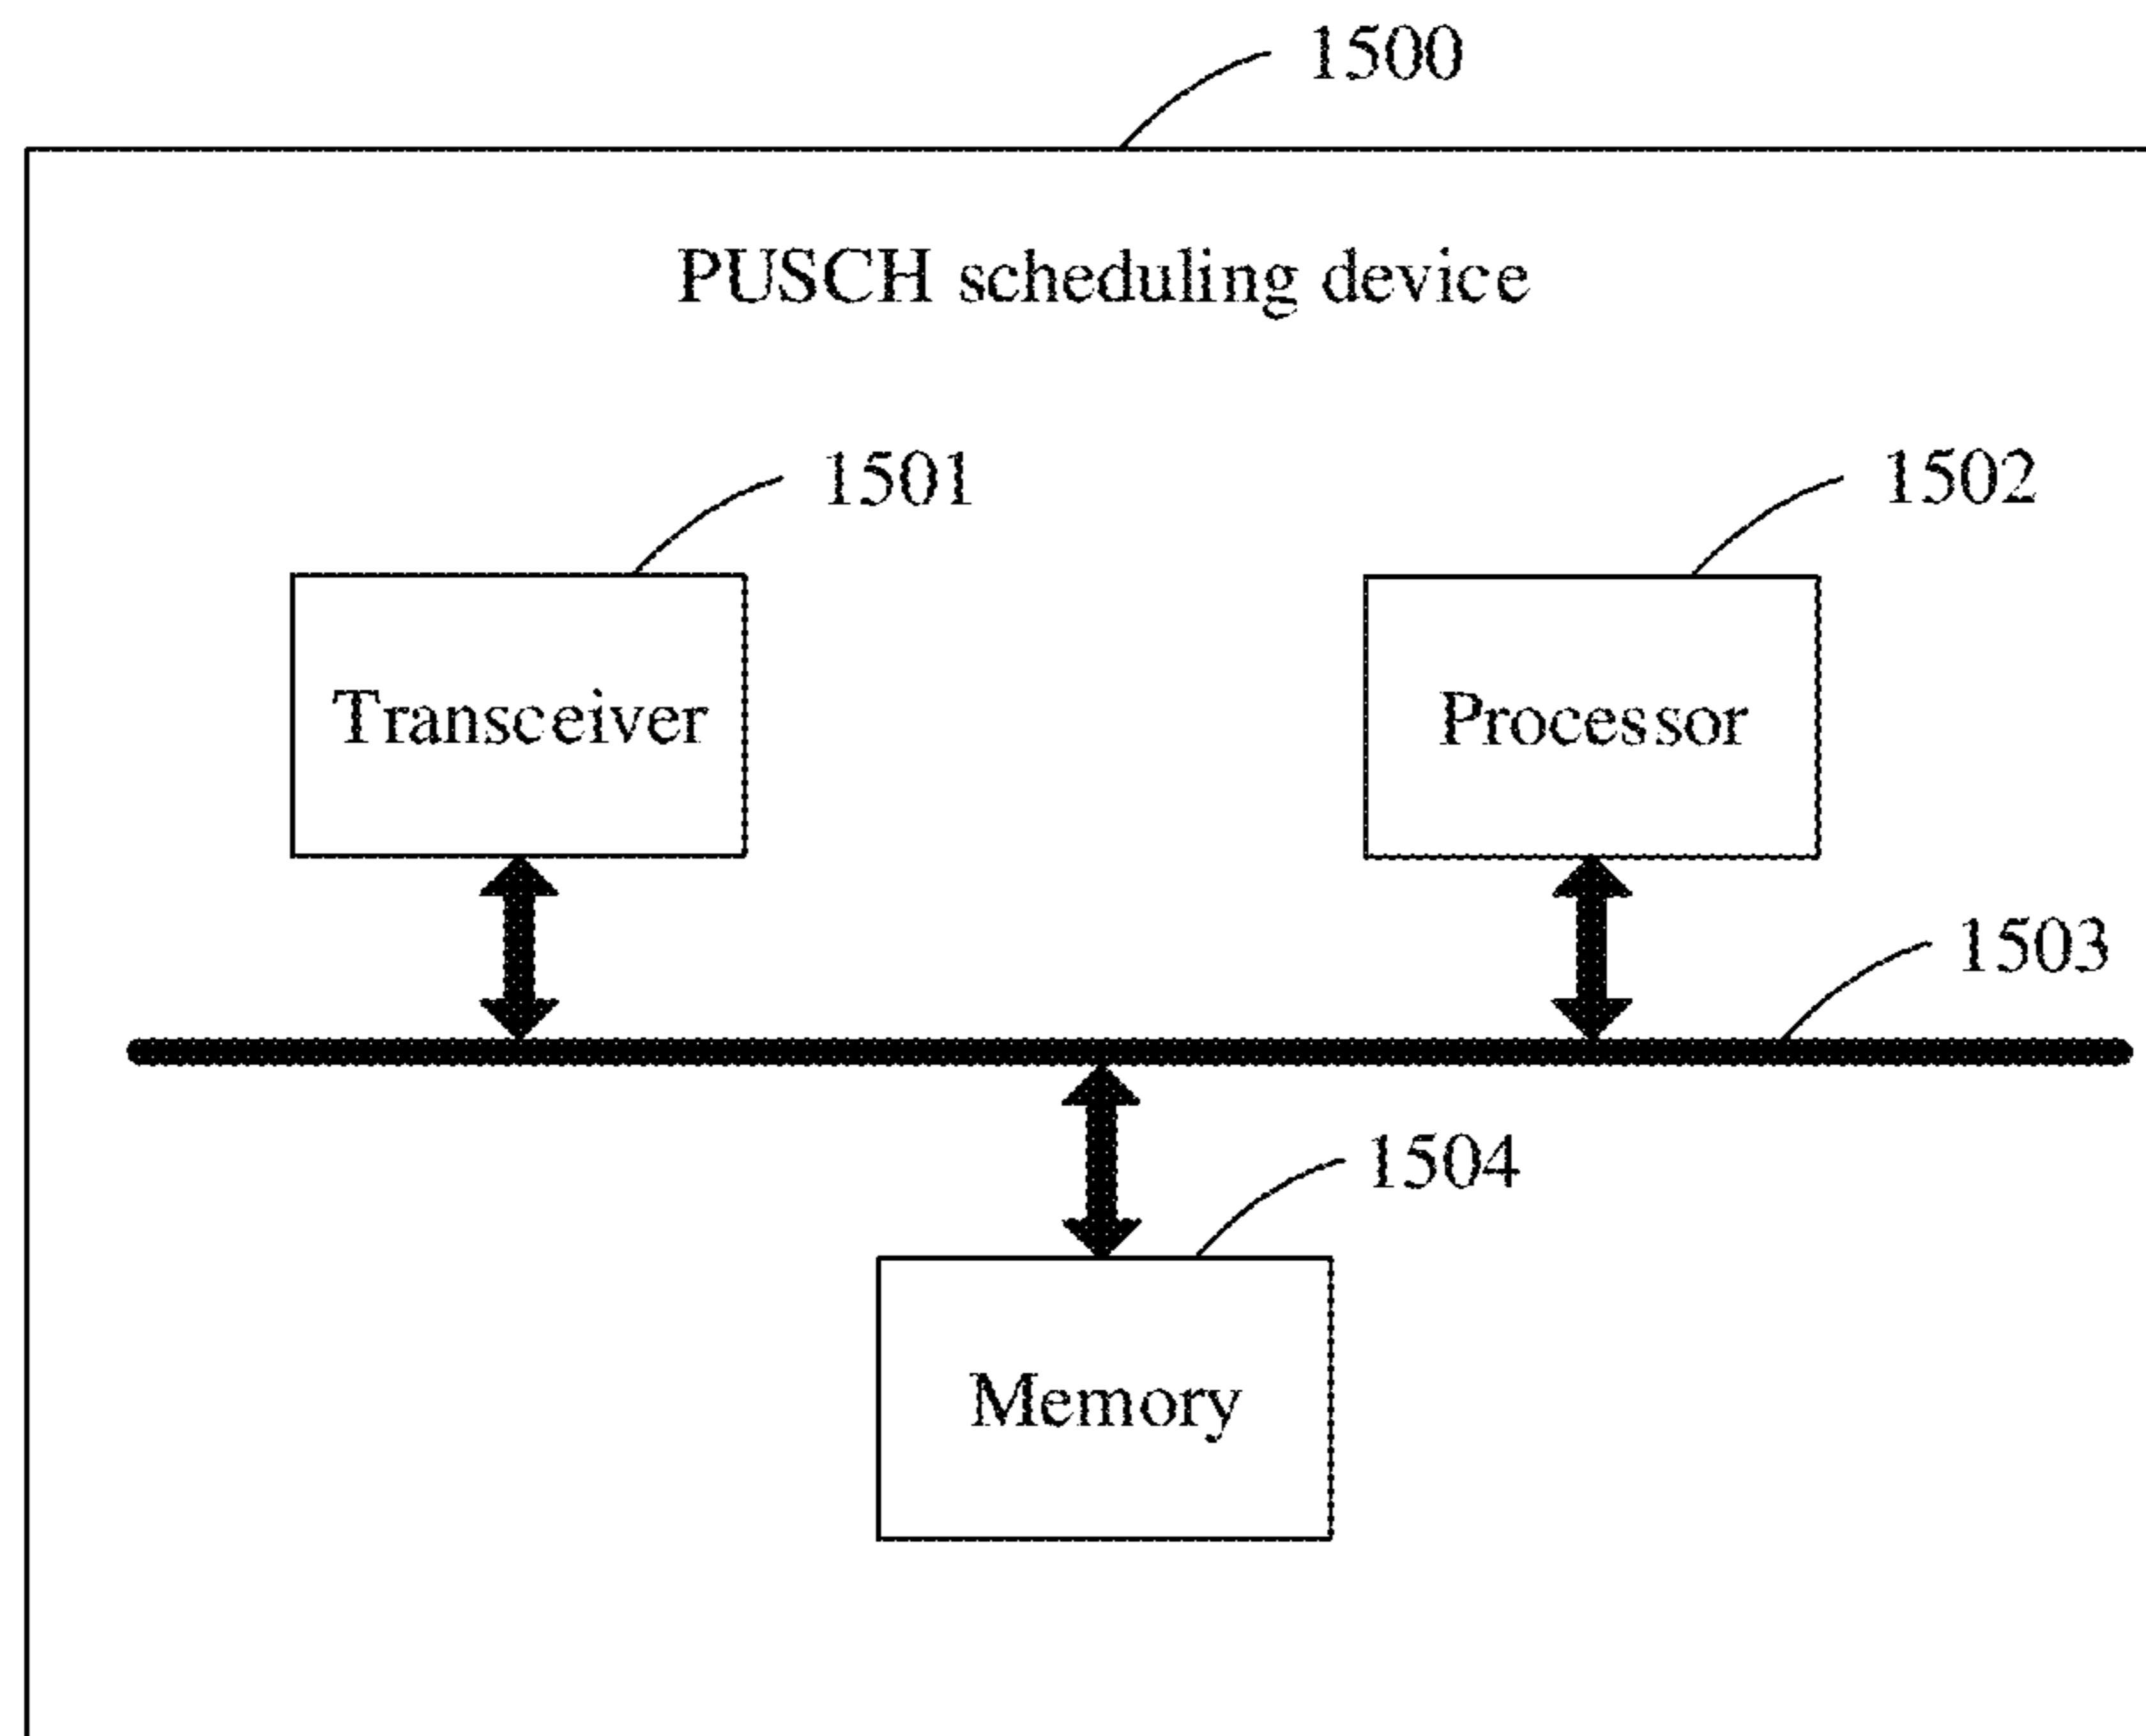 1500
PUSCH scheduling device
1501
1502
Transceiver
Processor
1503
1504
Memory